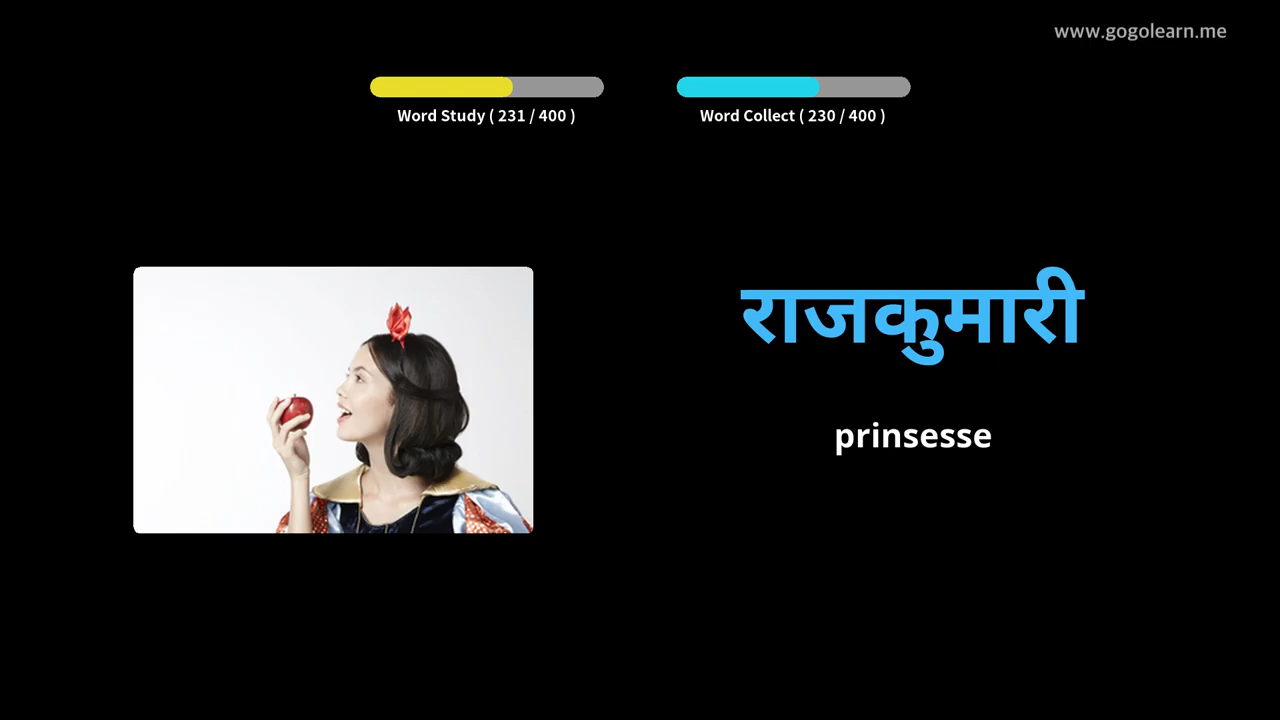 www.gogolearn.me
Word Study ( 231 / 400 )
Word Collect ( 230 / 400 )
राजकुमारी
prinsesse